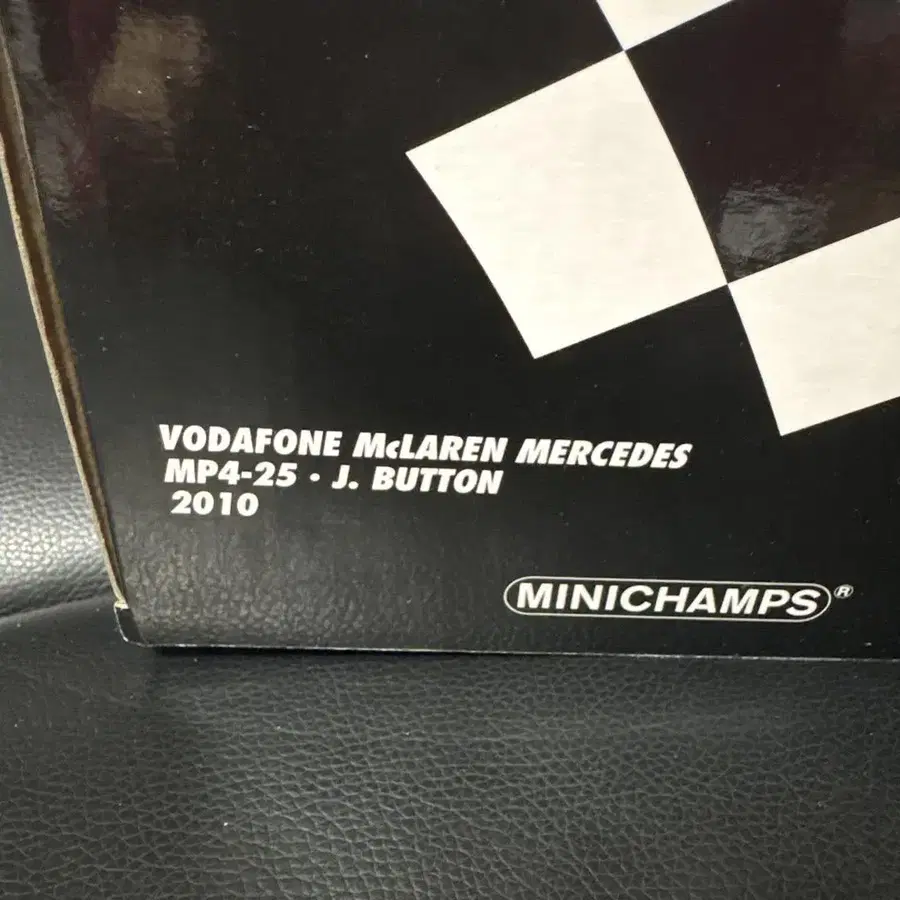 VODAFONE McLAREN MERCEDES
MP4-25 • J. BUTTON
2010
MINICHAMPS®